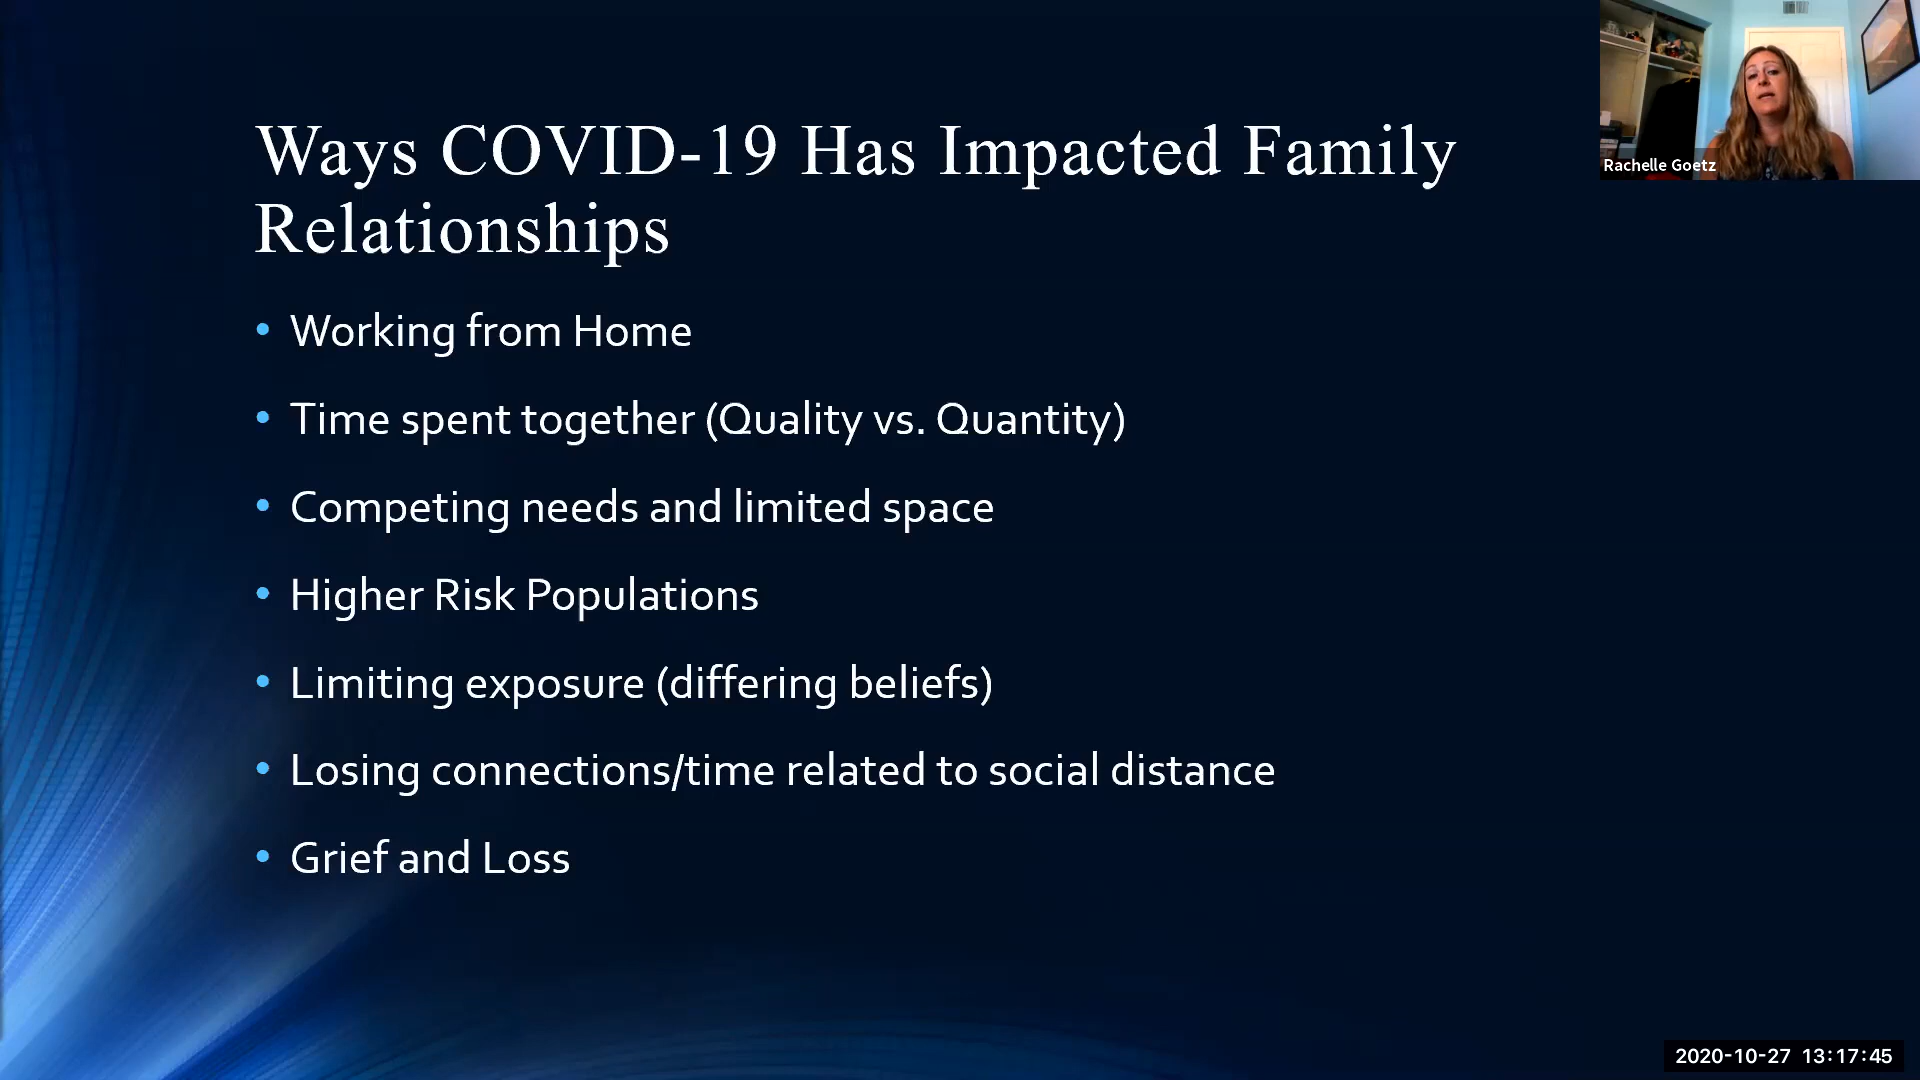 Ways COVID-19 Has Impacted Family
Relationships
• Working from Home
• Time spent together (Quality vs. Quantity)
• Competing needs and limited space
• Higher Risk Populations
• Limiting exposure (differing beliefs)
• Losing connections/time related to social distance
• Grief and Loss
Rachelle Goetz
2020-10-27 13:17:45